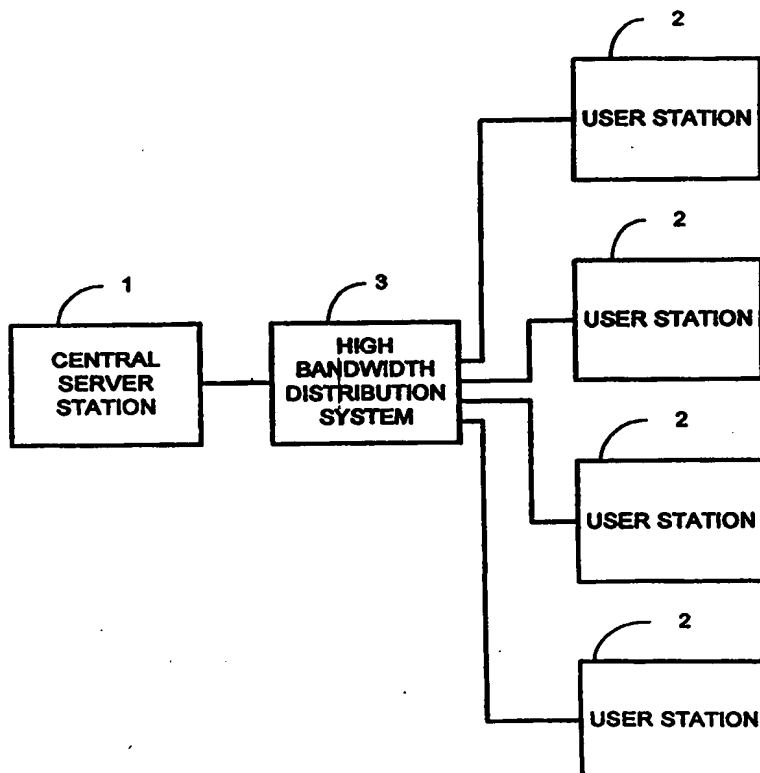 2
USER STATION
2
USER STATION
1
CENTRAL
SERVER
STATION
3
HIGH
BANDWIDTH
DISTRIBUTION
SYSTEM
2
USER STATION
2
USER STATION